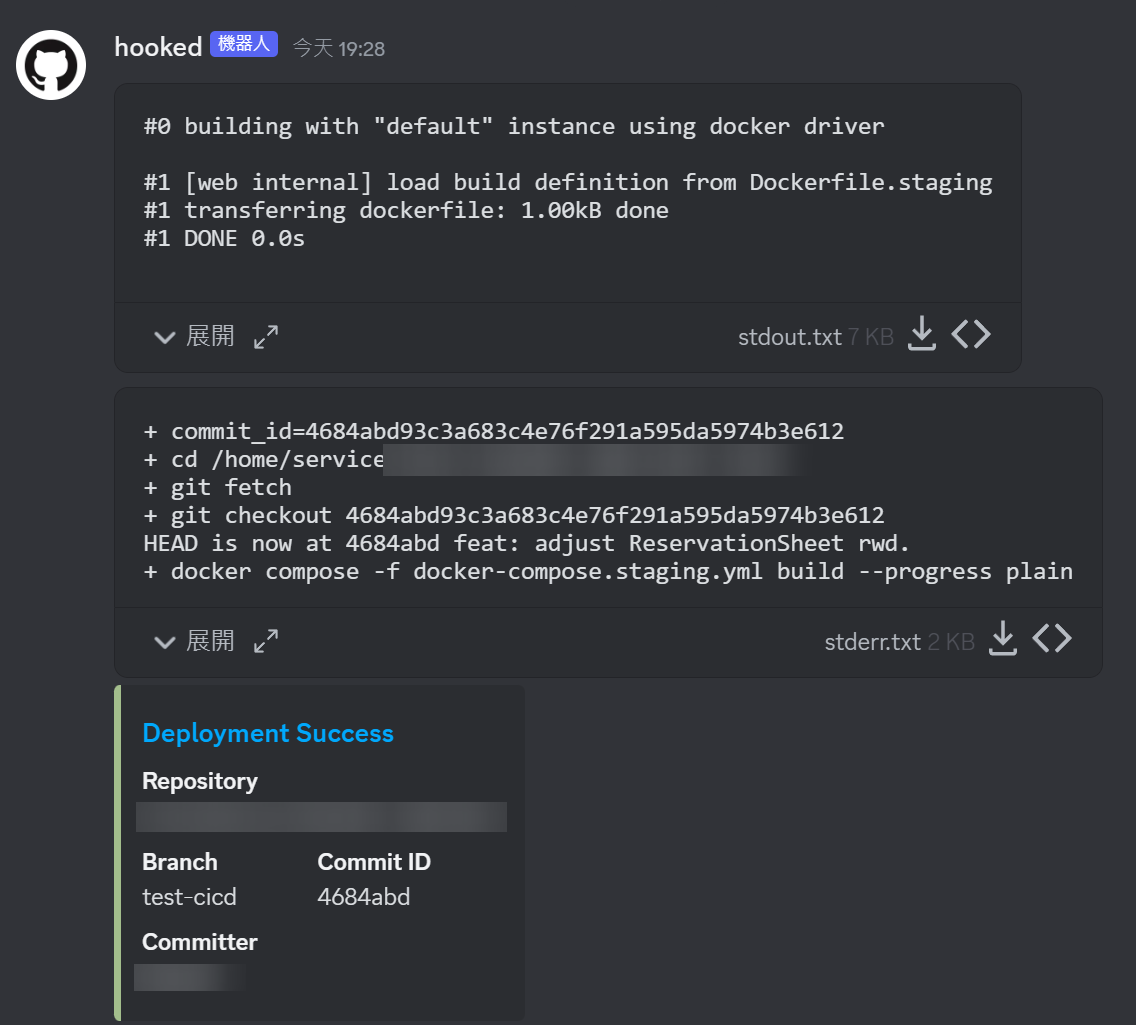 hooked 機器人 今天 19:28
#0 building with "default" instance using docker driver
#1 [web internal] load build definition from Dockerfile.staging
#1 transferring dockerfile: 1.00kB done
#1 DONE 0.0s
展開 stdout.txt 7 KB
+ commit_id=4684abd93c3a683c4e76f291a595da5974b3e612
+ cd /home/service
+ git fetch
+ git checkout 4684abd93c3a683c4e76f291a595da5974b3e612
HEAD is now at 4684abd feat: adjust ReservationSheet rwd.
+ docker compose -f docker-compose.staging.yml build --progress plain
展開 stderr.txt 2 KB
Deployment Success
Repository
Branch Commit ID
test-cicd 4684abd
Committer